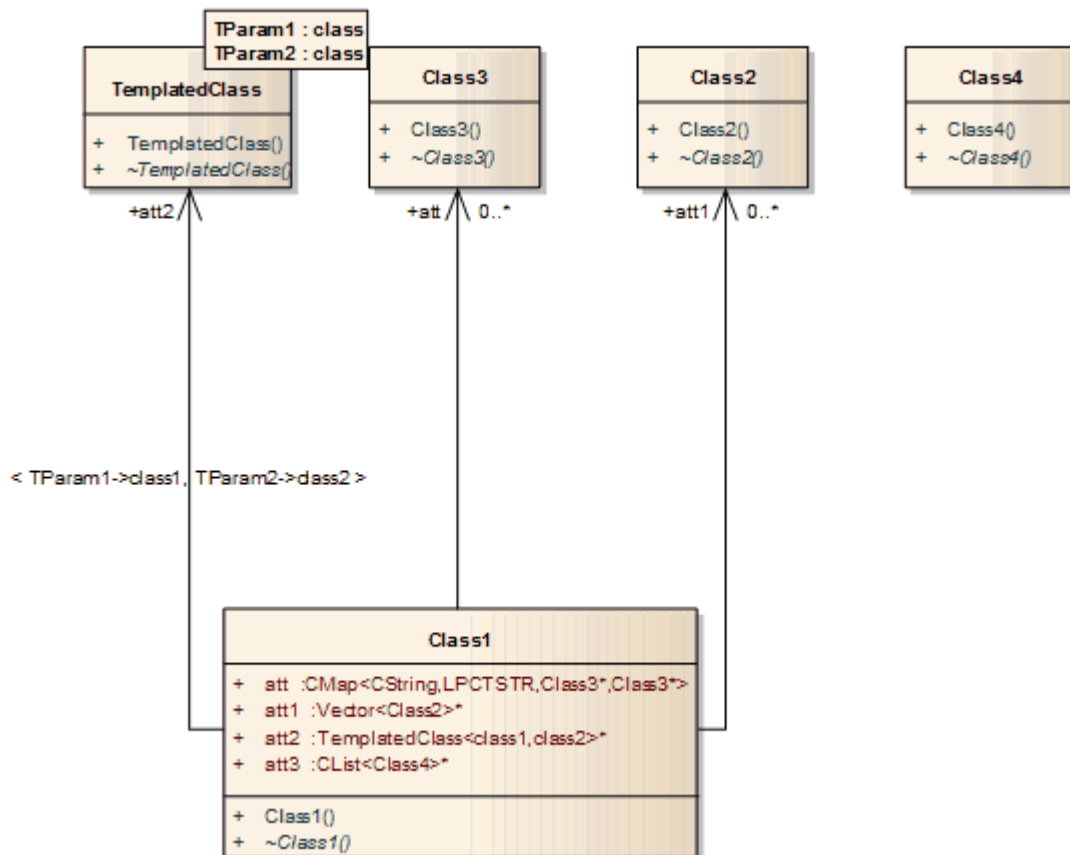 TParam1 : class
TParam2 : class
TemplatedClass
+ TemplatedClass()
+ ~TemplatedClass()
Class3
+ Class3()
+ ~Class3()
Class2
+ Class2()
+ ~Class2()
Class4
+ Class4()
+ ~Class4()
+att2
+att 0..*
+att1 0..*
< TParam1->class1, TParam2->class2 >
Class1
+ att :CMap<CString,LPCTSTR,Class3*,Class3*>
+ att1 :Vector<Class2>*
+ att2 :TemplatedClass<class1,class2>*
+ att3 :CList<Class4>*
+ Class1()
+ ~Class1()